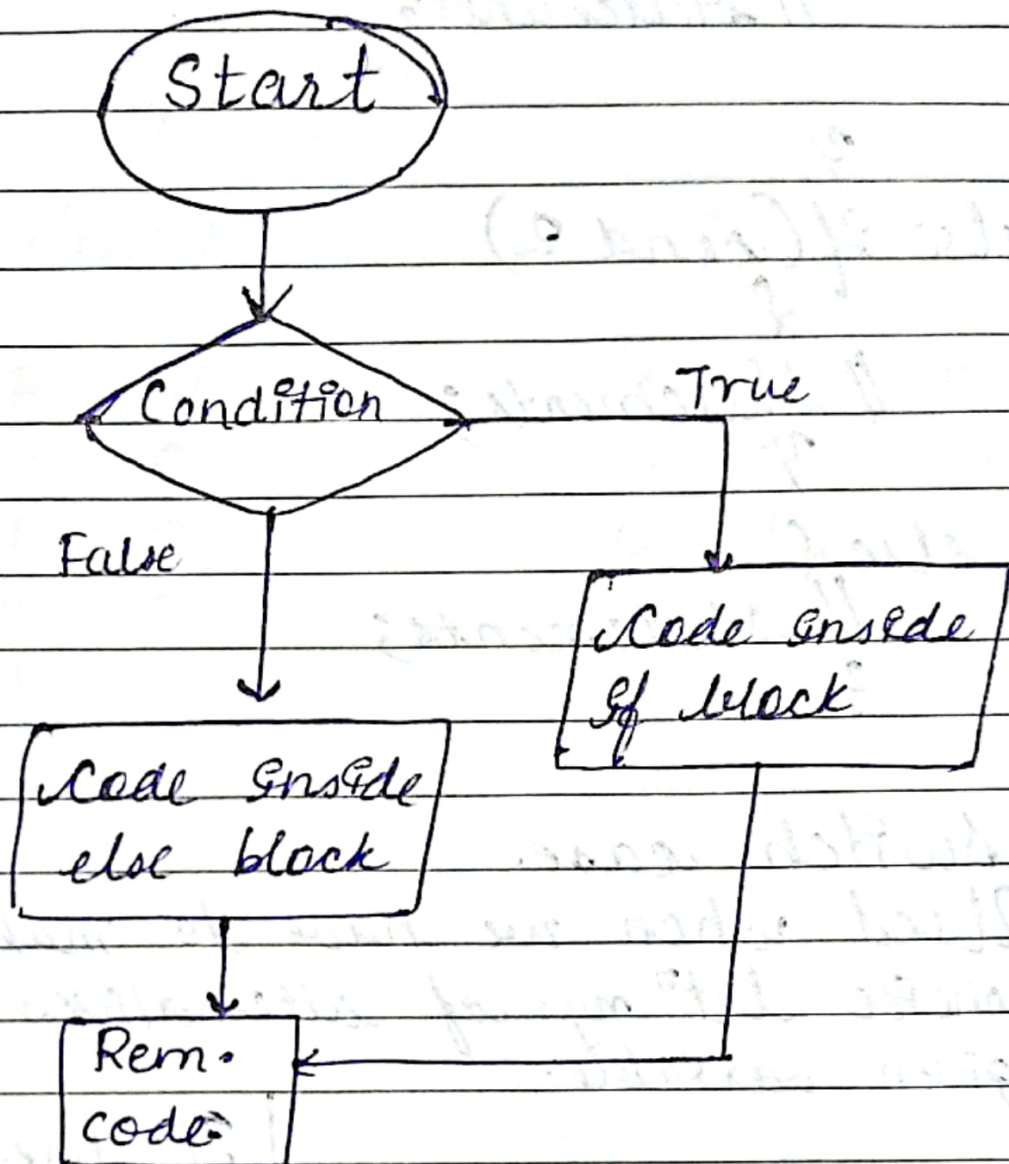 Start
Condition
True
False
Code inside
if block
Code inside
else block
Rem.
code